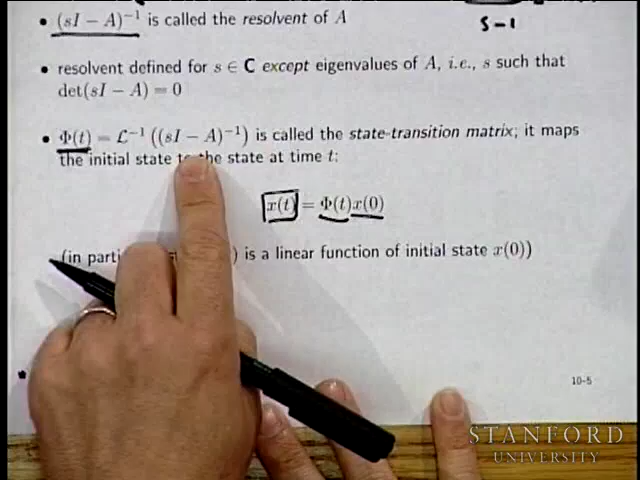 • (sI − A)⁻¹ is called the resolvent of A
s−1
• resolvent defined for s ∈ C except eigenvalues of A, i.e., s such that
det(sI − A) = 0
• Φ(t) = ℒ⁻¹ ((sI − A)⁻¹) is called the state-transition matrix; it maps
the initial state to the state at time t:
x(t) = Φ(t)x(0)
(in ) is a linear function of initial state x(0))
10-5
STANFORD
UNIVERSITY